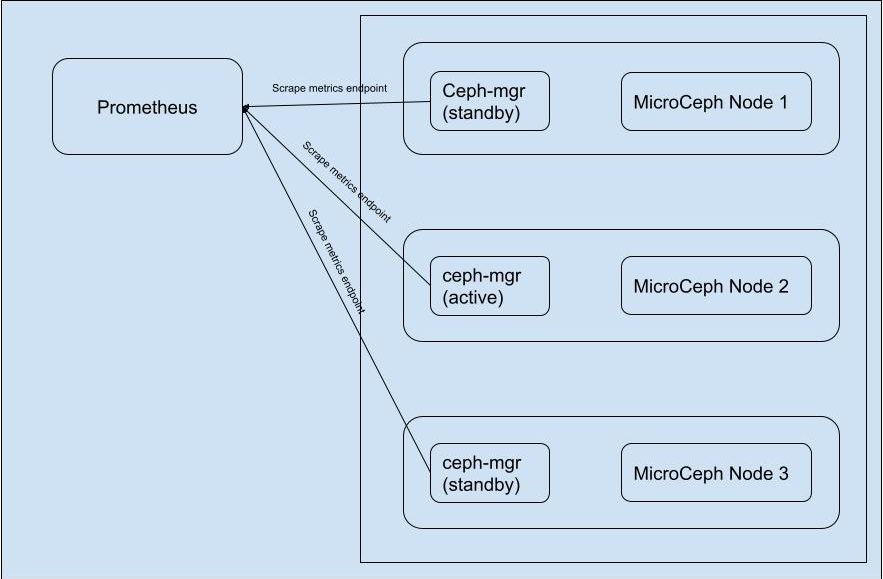 Prometheus
Scrape metrics endpoint
Ceph-mgr
(standby)
MicroCeph Node 1
Scrape metrics endpoint
Scrape metrics endpoint
ceph-mgr
(active)
MicroCeph Node 2
ceph-mgr
(standby)
MicroCeph Node 3